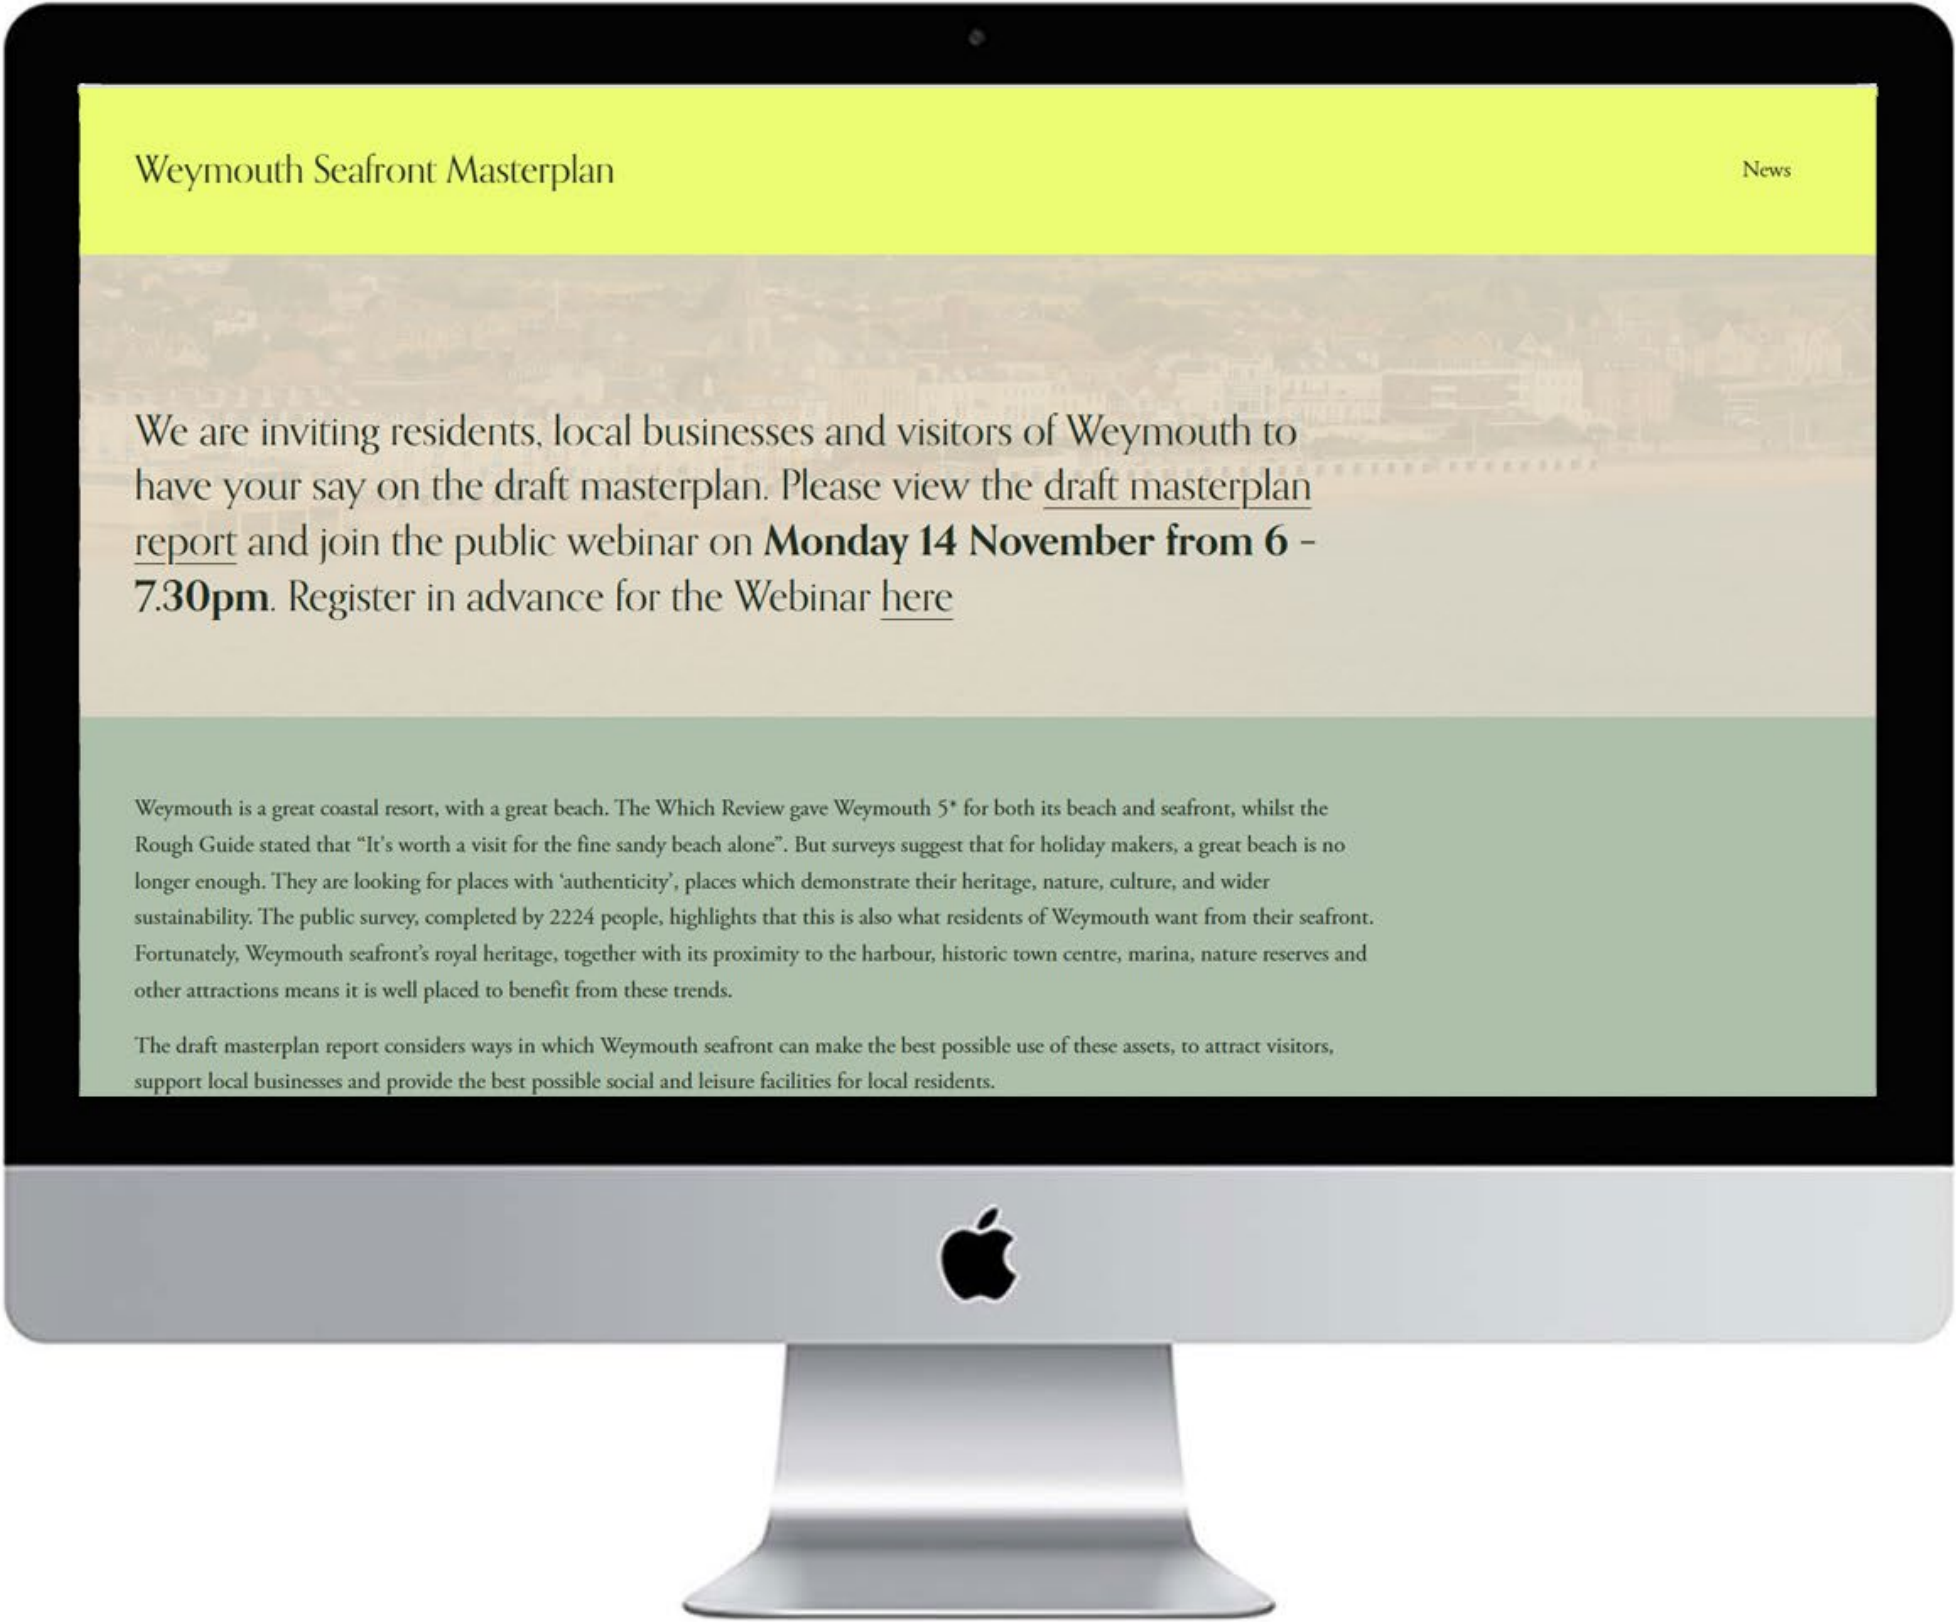 Weymouth Seafront Masterplan
News
We are inviting residents, local businesses and visitors of Weymouth to
have your say on the draft masterplan. Please view the draft masterplan
report and join the public webinar on Monday 14 November from 6 -
7.30pm. Register in advance for the Webinar here
Weymouth is a great coastal resort, with a great beach. The Which Review gave Weymouth 5* for both its beach and seafront, whilst the
Rough Guide stated that “It’s worth a visit for the fine sandy beach alone”. But surveys suggest that for holiday makers, a great beach is no
longer enough. They are looking for places with ‘authenticity’, places which demonstrate their heritage, nature, culture, and wider
sustainability. The public survey, completed by 2224 people, highlights that this is also what residents of Weymouth want from their seafront.
Fortunately, Weymouth seafront’s royal heritage, together with its proximity to the harbour, historic town centre, marina, nature reserves and
other attractions means it is well placed to benefit from these trends.
The draft masterplan report considers ways in which Weymouth seafront can make the best possible use of these assets, to attract visitors,
support local businesses and provide the best possible social and leisure facilities for local residents.